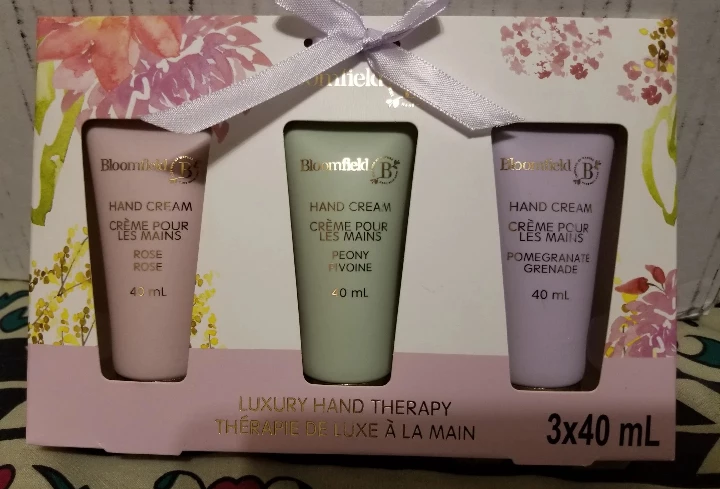 Bloomfield
Bloomfield B
HAND CREAM
CRÈME POUR
LES MAINS
ROSE
ROSE
40 mL
Bloomfield B
HAND CREAM
CRÈME POUR
LES MAINS
PEONY
PIVOINE
40 mL
Bloomfield B
HAND CREAM
CRÈME POUR
LES MAINS
POMEGRANATE
GRENADE
40 mL
LUXURY HAND THERAPY
THÉRAPIE DE LUXE À LA MAIN
3x40 mL